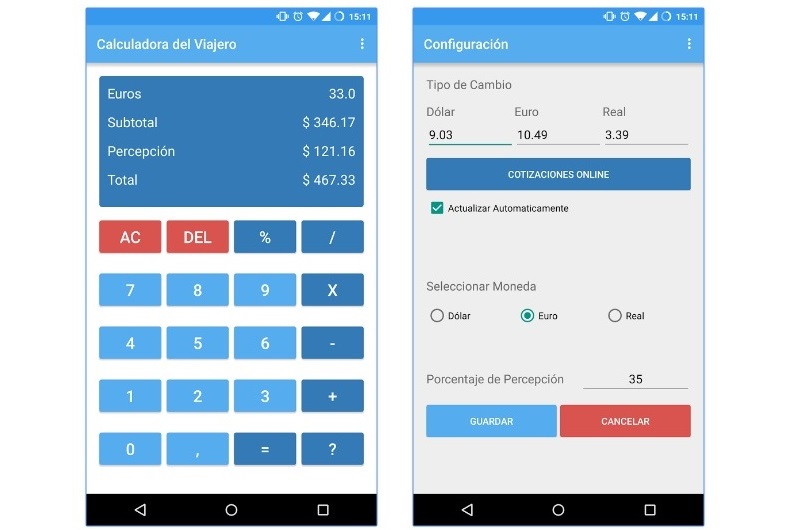 15:11
Calculadora del Viajero
Euros 33.0
Subtotal $ 346.17
Percepción $ 121.16
Total $ 467.33
AC DEL % /
7 8 9 X
4 5 6 -
1 2 3 +
0 , = ?
15:11
Configuración
Tipo de Cambio
Dólar Euro Real
9.03 10.49 3.39
COTIZACIONES ONLINE
Actualizar Automaticamente
Seleccionar Moneda
Dólar Euro Real
Porcentaje de Percepción 35
GUARDAR CANCELAR